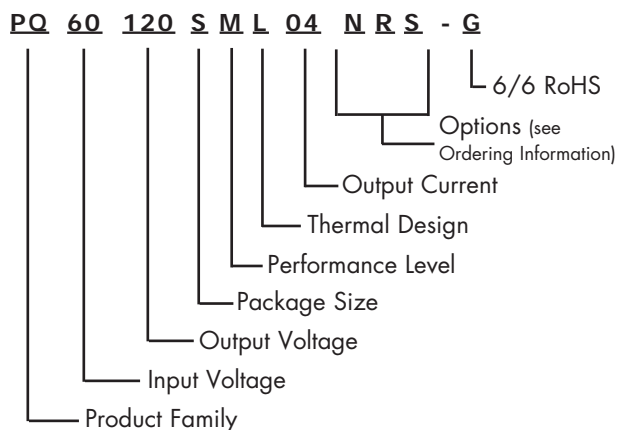 PQ 60 120 S M L 04 N R S - G
6/6 RoHS
Options (see
Ordering Information)
Output Current
Thermal Design
Performance Level
Package Size
Output Voltage
Input Voltage
Product Family